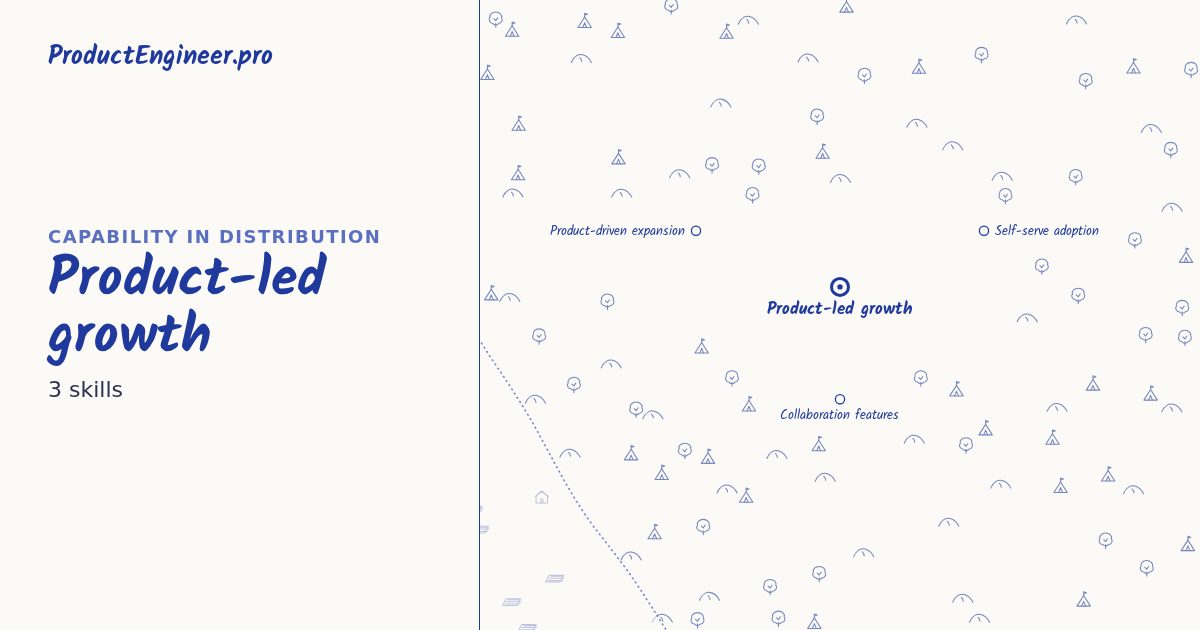 ProductEngineer.pro
CAPABILITY IN DISTRIBUTION
Product-led
growth
3 skills
Product-driven expansion
Self-serve adoption
Product-led growth
Collaboration features